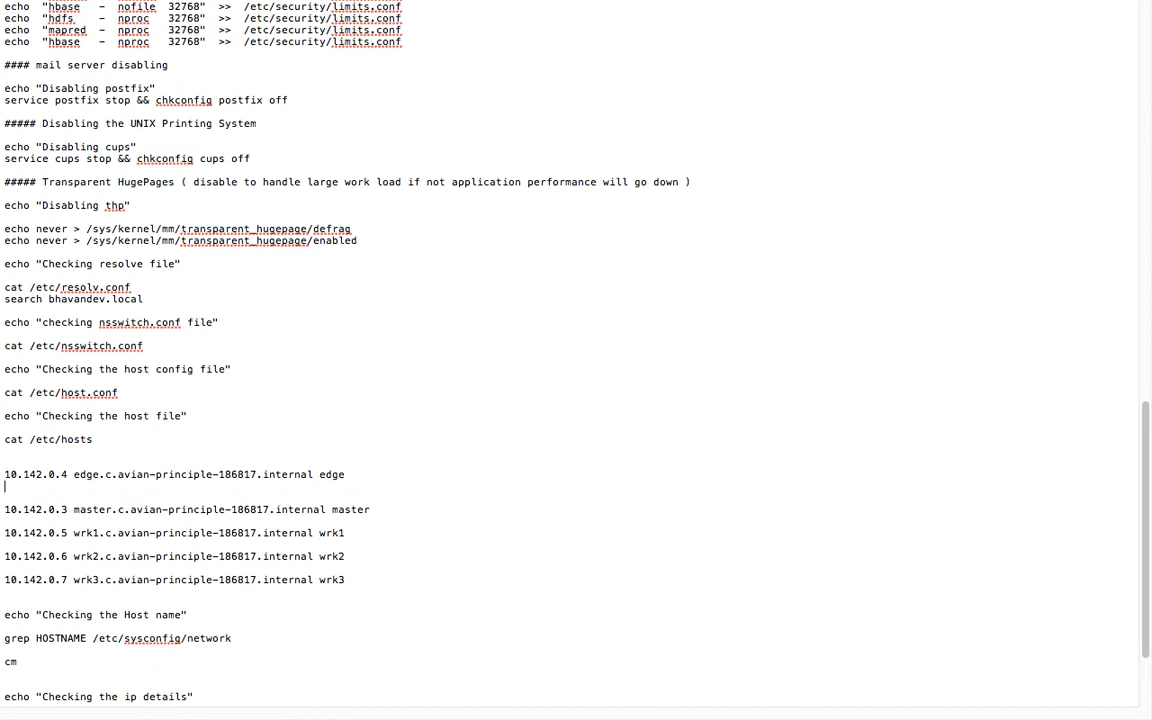 echo  "hbase   –  nofile  32768"  >>  /etc/security/limits.conf
echo  "hdfs    –  nproc   32768"  >>  /etc/security/limits.conf
echo  "mapred  –  nproc   32768"  >>  /etc/security/limits.conf
echo  "hbase   –  nproc   32768"  >>  /etc/security/limits.conf
#### mail server disabling
echo "Disabling postfix"
service postfix stop && chkconfig postfix off
##### Disabling the UNIX Printing System
echo "Disabling cups"
service cups stop && chkconfig cups off
##### Transparent HugePages ( disable to handle large work load if not application performance will go down )
echo "Disabling thp"
echo never > /sys/kernel/mm/transparent_hugepage/defrag
echo never > /sys/kernel/mm/transparent_hugepage/enabled
echo "Checking resolve file"
cat /etc/resolv.conf
search bhavandev.local
echo "checking nsswitch.conf file"
cat /etc/nsswitch.conf
echo "Checking the host config file"
cat /etc/host.conf
echo "Checking the host file"
cat /etc/hosts
10.142.0.4 edge.c.avian-principle-186817.internal edge
10.142.0.3 master.c.avian-principle-186817.internal master
10.142.0.5 wrk1.c.avian-principle-186817.internal wrk1
10.142.0.6 wrk2.c.avian-principle-186817.internal wrk2
10.142.0.7 wrk3.c.avian-principle-186817.internal wrk3
echo "Checking the Host name"
grep HOSTNAME /etc/sysconfig/network
cm
echo "Checking the ip details"